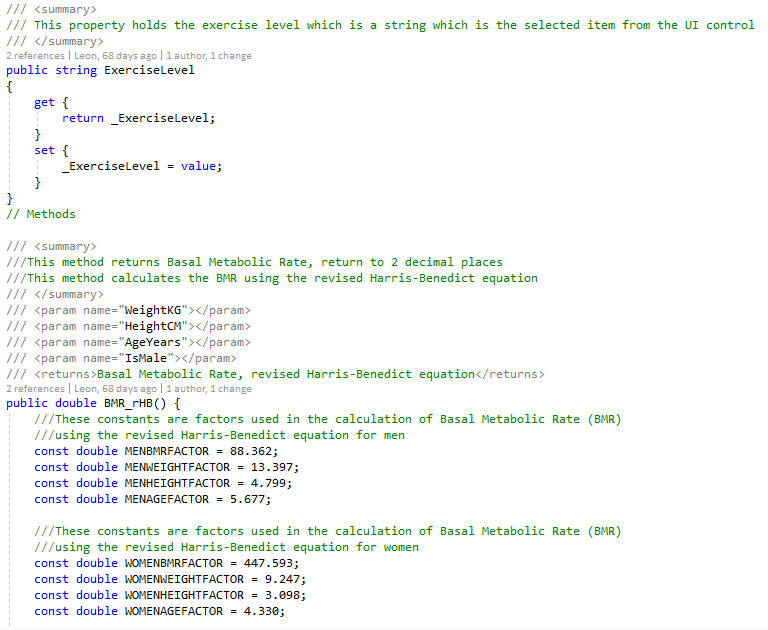 /// <summary>
/// This property holds the exercise level which is a string which is the selected item from the UI control
/// </summary>
2 references | Leon, 68 days ago | 1 author, 1 change
public string ExerciseLevel
{
    get {
        return _ExerciseLevel;
    }
    set {
        _ExerciseLevel = value;
    }
}
// Methods

/// <summary>
///This method returns Basal Metabolic Rate, return to 2 decimal places
///This method calculates the BMR using the revised Harris-Benedict equation
/// </summary>
/// <param name="WeightKG"></param>
/// <param name="HeightCM"></param>
/// <param name="AgeYears"></param>
/// <param name="IsMale"></param>
/// <returns>Basal Metabolic Rate, revised Harris-Benedict equation</returns>
2 references | Leon, 68 days ago | 1 author, 1 change
public double BMR_rHB() {
    ///These constants are factors used in the calculation of Basal Metabolic Rate (BMR)
    ///using the revised Harris-Benedict equation for men
    const double MENBMRFACTOR = 88.362;
    const double MENWEIGHTFACTOR = 13.397;
    const double MENHEIGHTFACTOR = 4.799;
    const double MENAGEFACTOR = 5.677;

    ///These constants are factors used in the calculation of Basal Metabolic Rate (BMR)
    ///using the revised Harris-Benedict equation for women
    const double WOMENBMRFACTOR = 447.593;
    const double WOMENWEIGHTFACTOR = 9.247;
    const double WOMENHEIGHTFACTOR = 3.098;
    const double WOMENAGEFACTOR = 4.330;